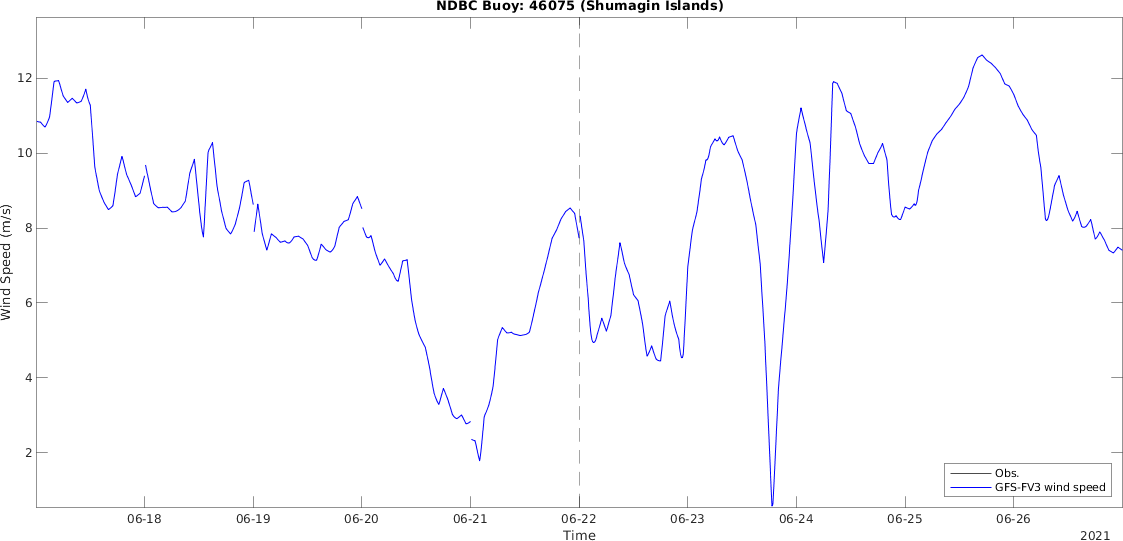 NDBC Buoy: 46075 (Shumagin Islands)
Wind Speed (m/s)
12
10
8
6
4
2
Obs.
GFS-FV3 wind speed
06-18 06-19 06-20 06-21 06-22 06-23 06-24 06-25 06-26
Time
2021